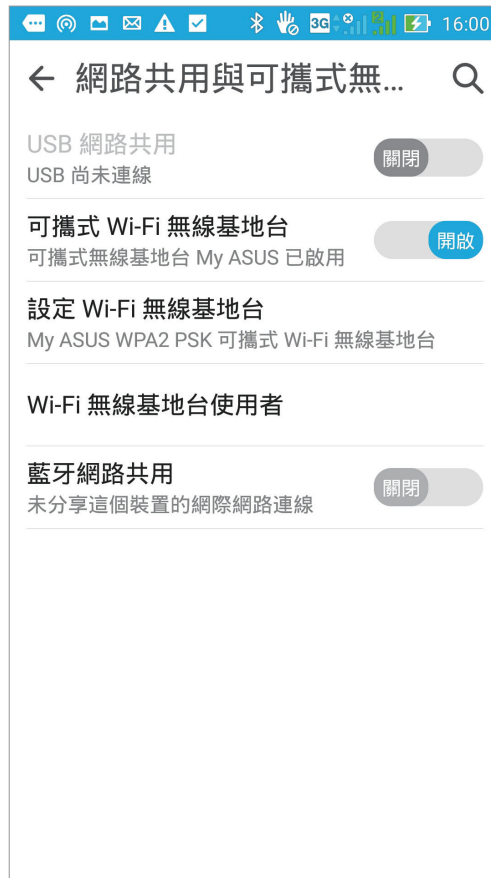 3G 2 16:00
網路共用與可攜式無...
USB 網路共用
關閉
USB 尚未連線
可攜式 Wi-Fi 無線基地台
開啟
可攜式無線基地台 My ASUS 已啟用
設定 Wi-Fi 無線基地台
My ASUS WPA2 PSK 可攜式 Wi-Fi 無線基地台
Wi-Fi 無線基地台使用者
藍牙網路共用
關閉
未分享這個裝置的網際網路連線